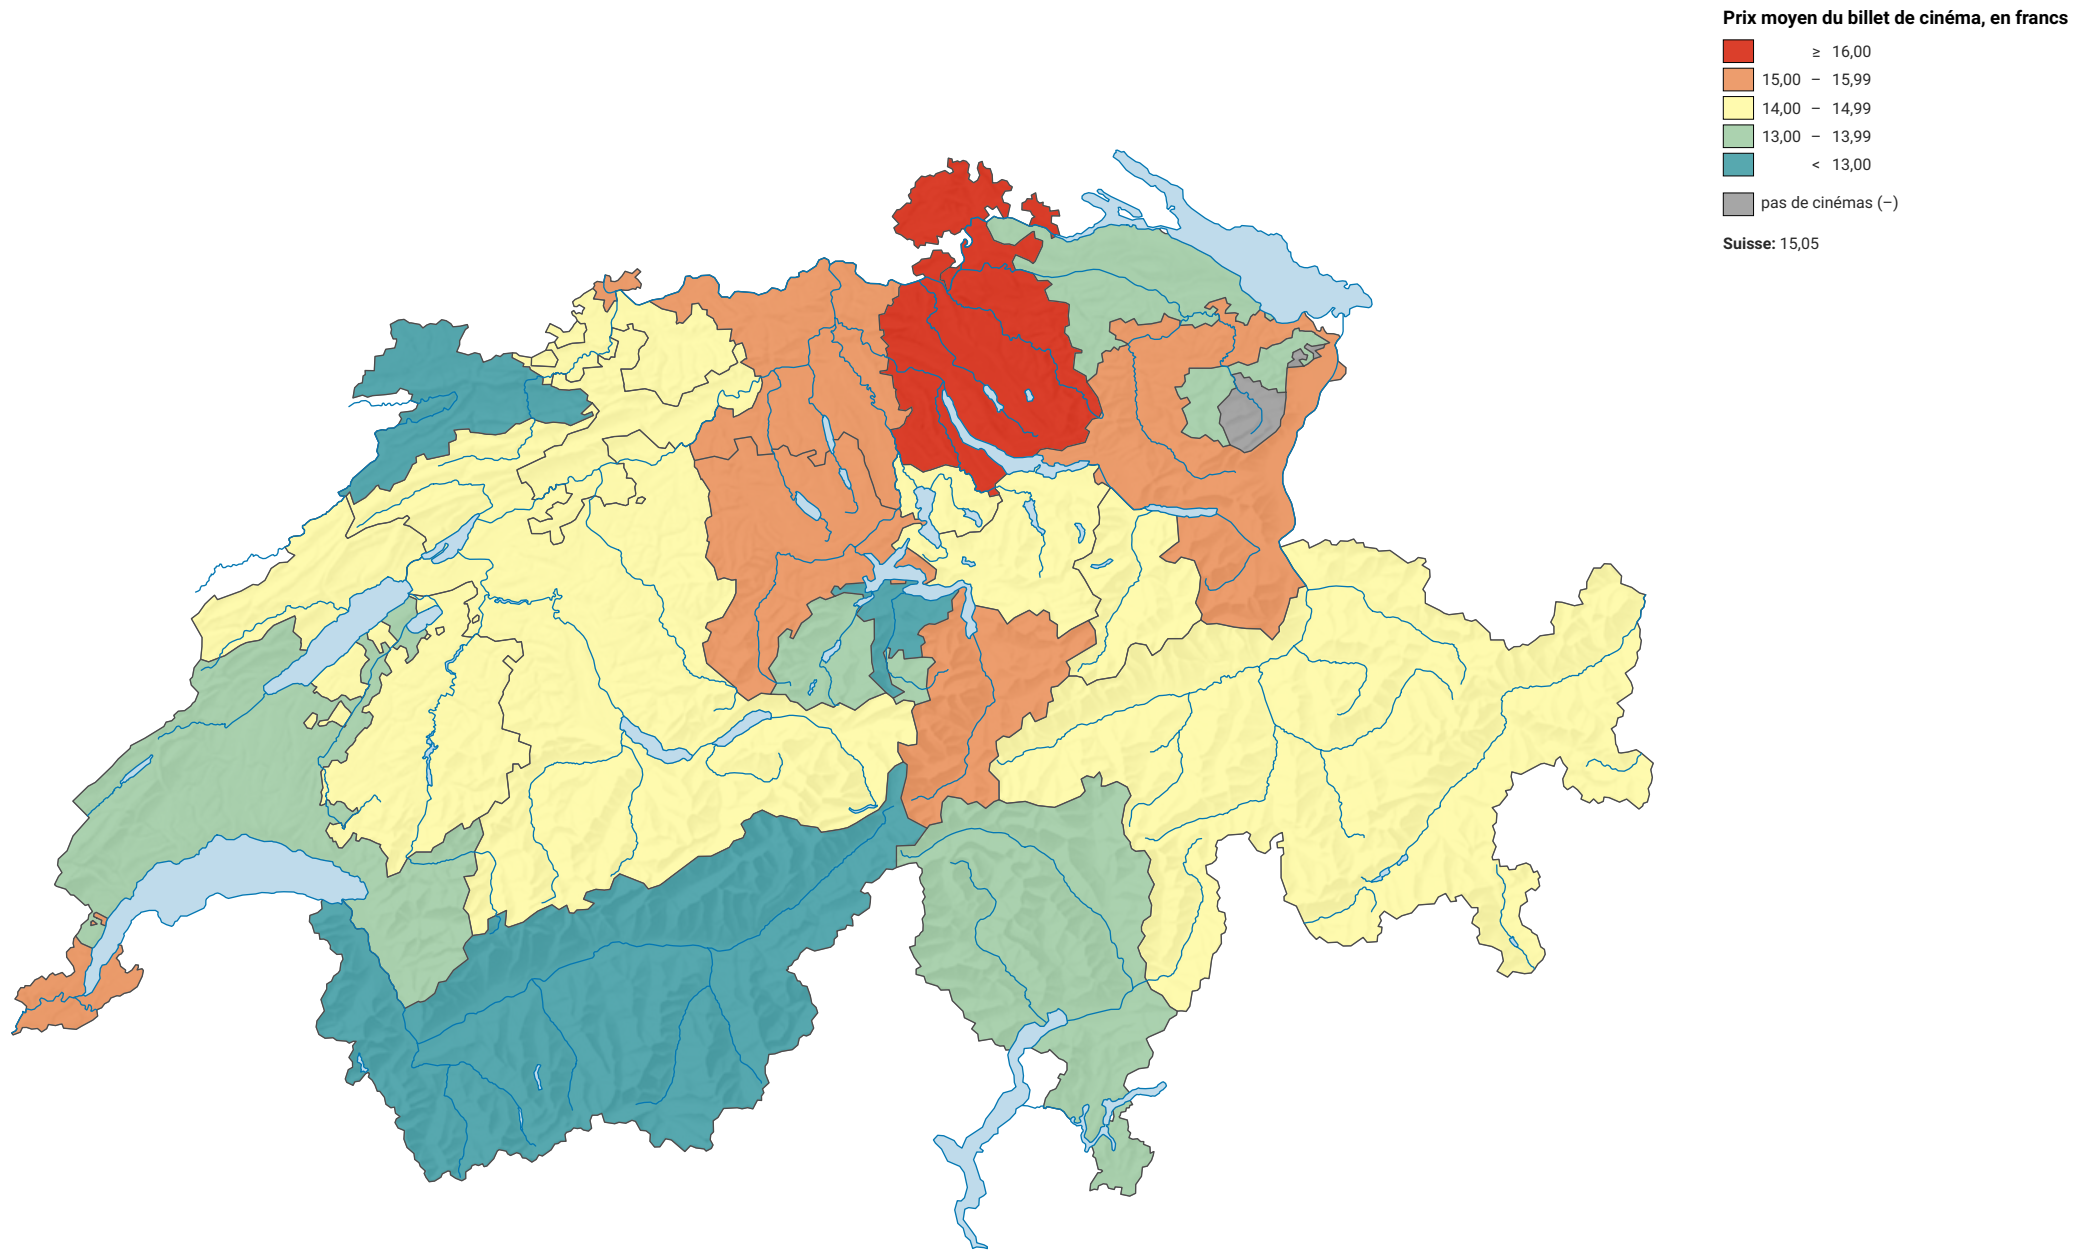 Prix moyen du billet de cinéma, en francs
≥ 16,00
15,00 – 15,99
14,00 – 14,99
13,00 – 13,99
< 13,00
pas de cinémas (–)
Suisse: 15,05